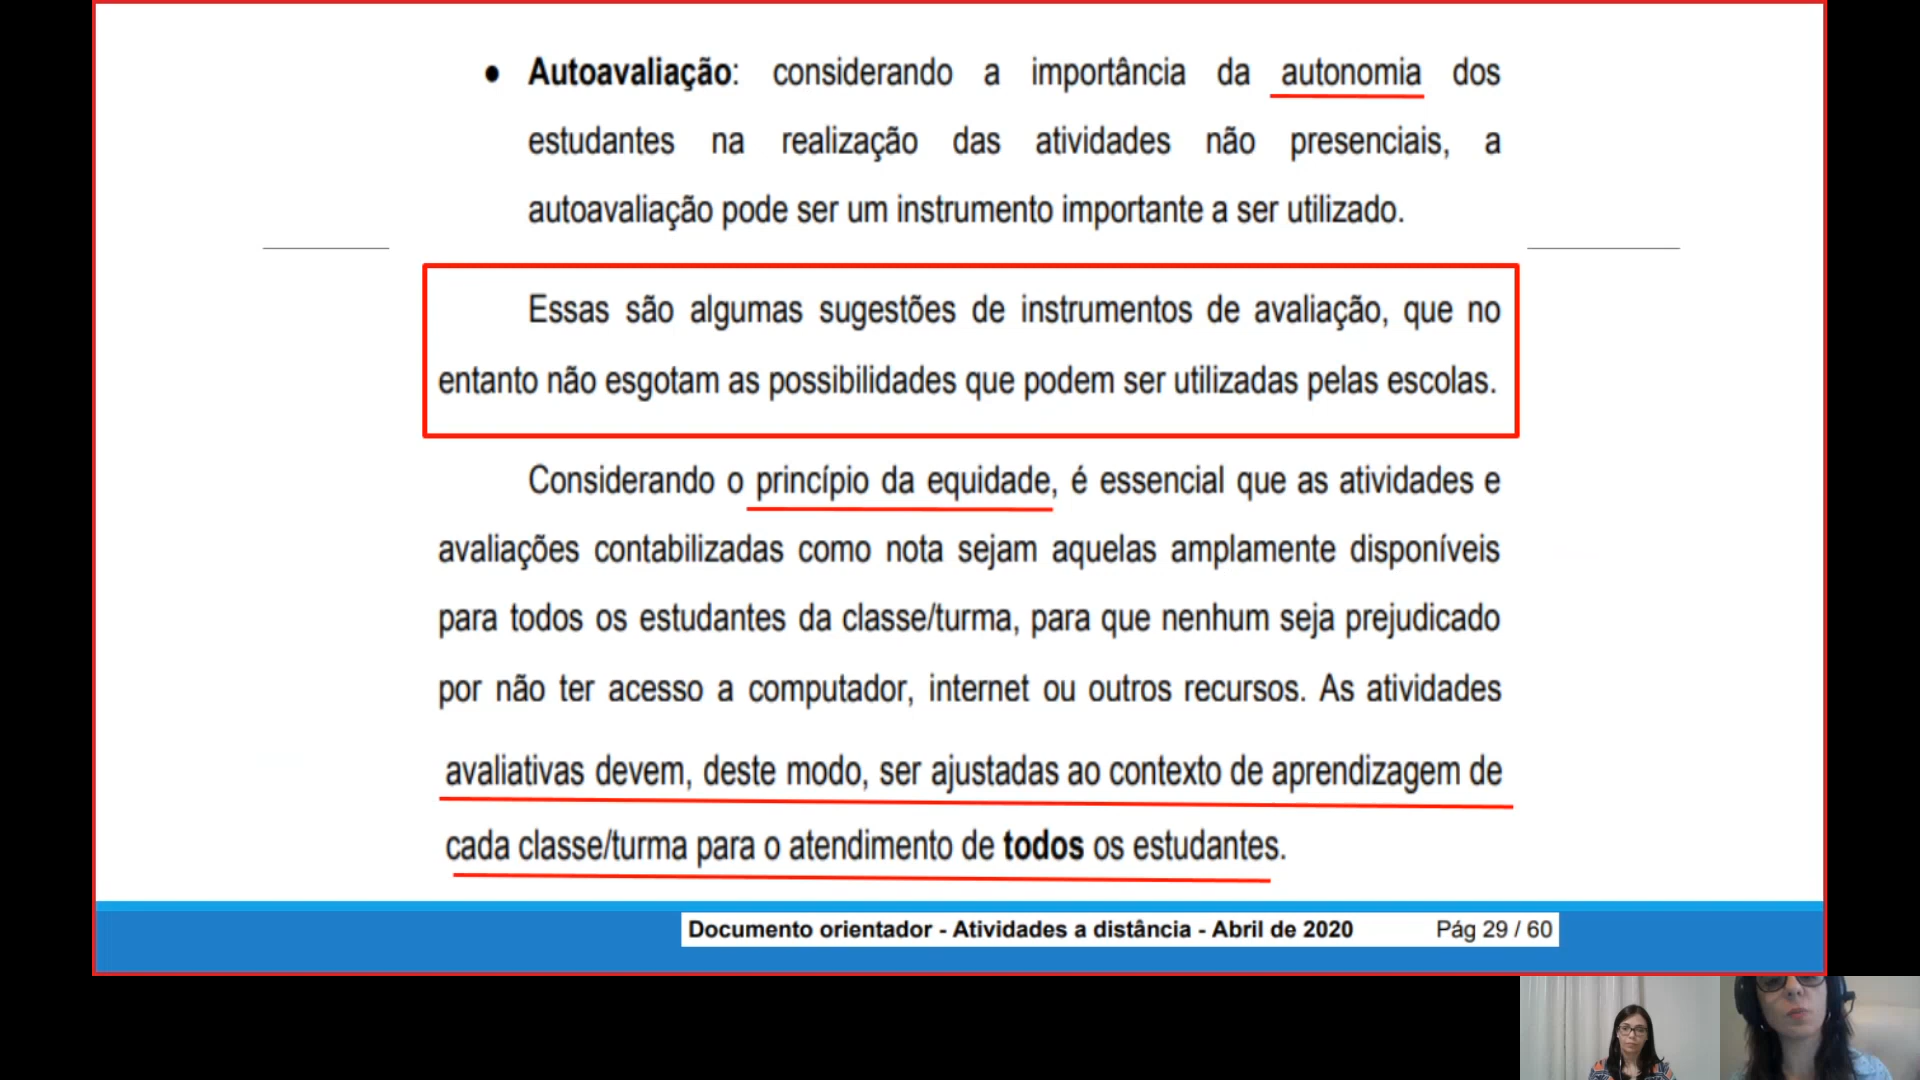 ● Autoavaliação: considerando a importância da autonomia dos
estudantes na realização das atividades não presenciais, a
autoavaliação pode ser um instrumento importante a ser utilizado.
Essas são algumas sugestões de instrumentos de avaliação, que no
entanto não esgotam as possibilidades que podem ser utilizadas pelas escolas.
Considerando o princípio da equidade, é essencial que as atividades e
avaliações contabilizadas como nota sejam aquelas amplamente disponíveis
para todos os estudantes da classe/turma, para que nenhum seja prejudicado
por não ter acesso a computador, internet ou outros recursos. As atividades
avaliativas devem, deste modo, ser ajustadas ao contexto de aprendizagem de
cada classe/turma para o atendimento de todos os estudantes.
Documento orientador - Atividades a distância - Abril de 2020 Pág 29 / 60